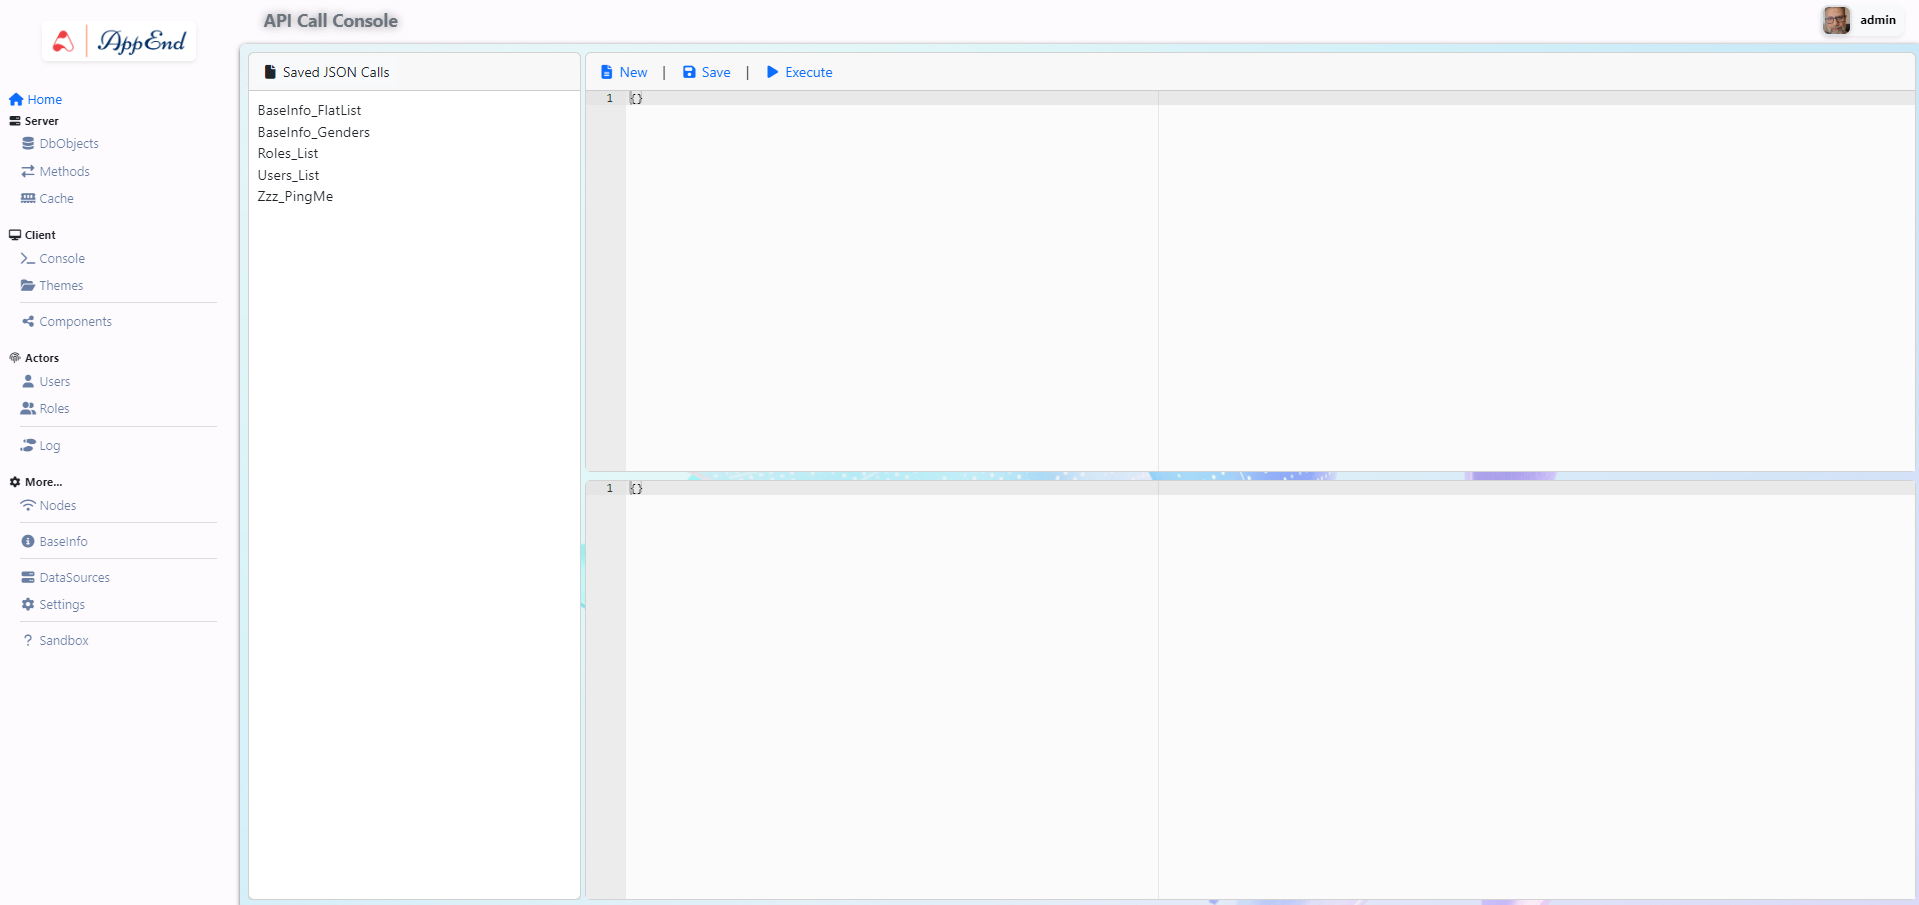 AppEnd
API Call Console
admin
Home
Server
DbObjects
Methods
Cache
Client
Console
Themes
Components
Actors
Users
Roles
Log
More...
Nodes
BaseInfo
DataSources
Settings
Sandbox
Saved JSON Calls
BaseInfo_FlatList
BaseInfo_Genders
Roles_List
Users_List
Zzz_PingMe
New | Save | Execute
1 {}
1 {}